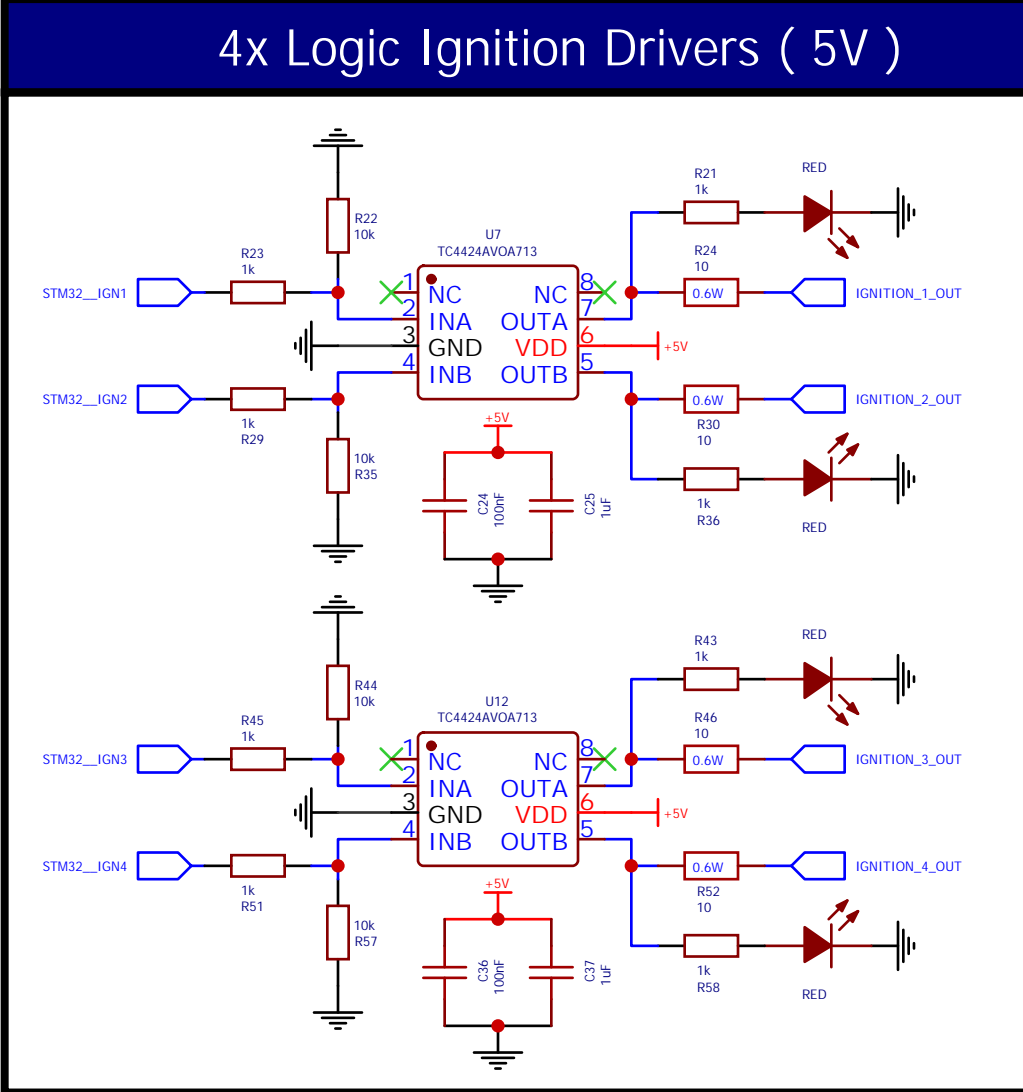 4x Logic Ignition Drivers ( 5V )
R22
10k
R23
1k
STM32__IGN1
U7
TC4424AVOA713
1
NC
2
INA
3
GND
4
INB
8
NC
7
OUTA
6
VDD
5
OUTB
+5V
R21
1k
RED
R24
10
0.6W
IGNITION_1_OUT
STM32__IGN2
1k
R29
10k
R35
0.6W
R30
10
IGNITION_2_OUT
1k
R36
RED
+5V
C24
100nF
C25
1uF
R44
10k
R45
1k
STM32__IGN3
U12
TC4424AVOA713
1
NC
2
INA
3
GND
4
INB
8
NC
7
OUTA
6
VDD
5
OUTB
+5V
R43
1k
RED
R46
10
0.6W
IGNITION_3_OUT
STM32__IGN4
1k
R51
10k
R57
0.6W
R52
10
IGNITION_4_OUT
1k
R58
RED
+5V
C36
100nF
C37
1uF